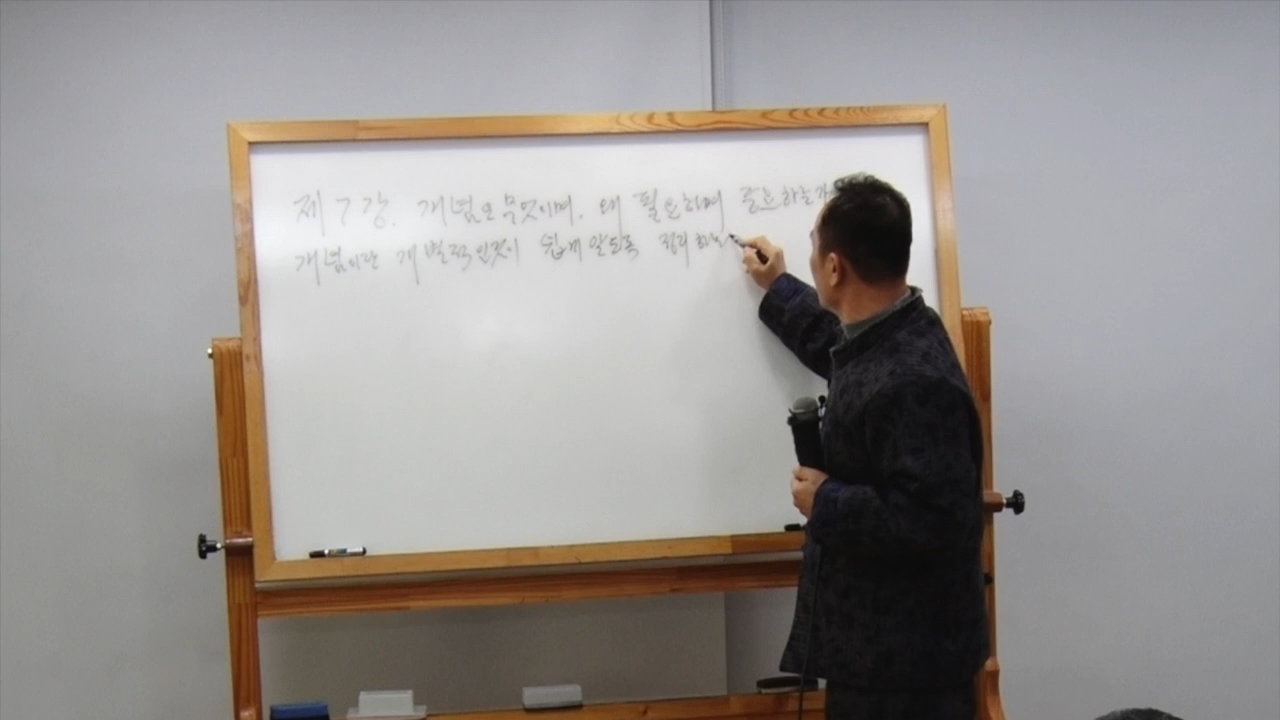 제 7 강. 개념은 무엇이며. 왜 필요하며 필요하는가
개념이란 개별적인것이 쉽게 알도록 정리하는